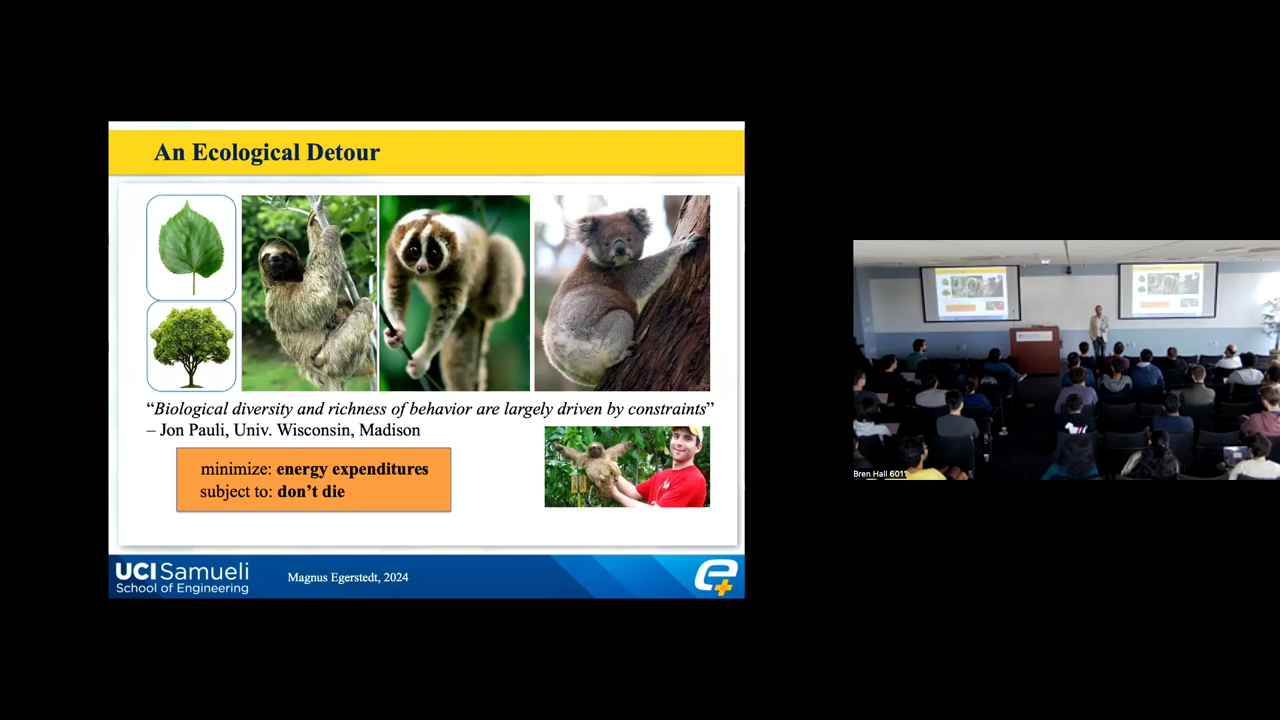 An Ecological Detour
“Biological diversity and richness of behavior are largely driven by constraints”
– Jon Pauli, Univ. Wisconsin, Madison
minimize: energy expenditures
subject to: don’t die
UCI Samueli
School of Engineering
Magnus Egerstedt, 2024
e+
Bren Hall 6011